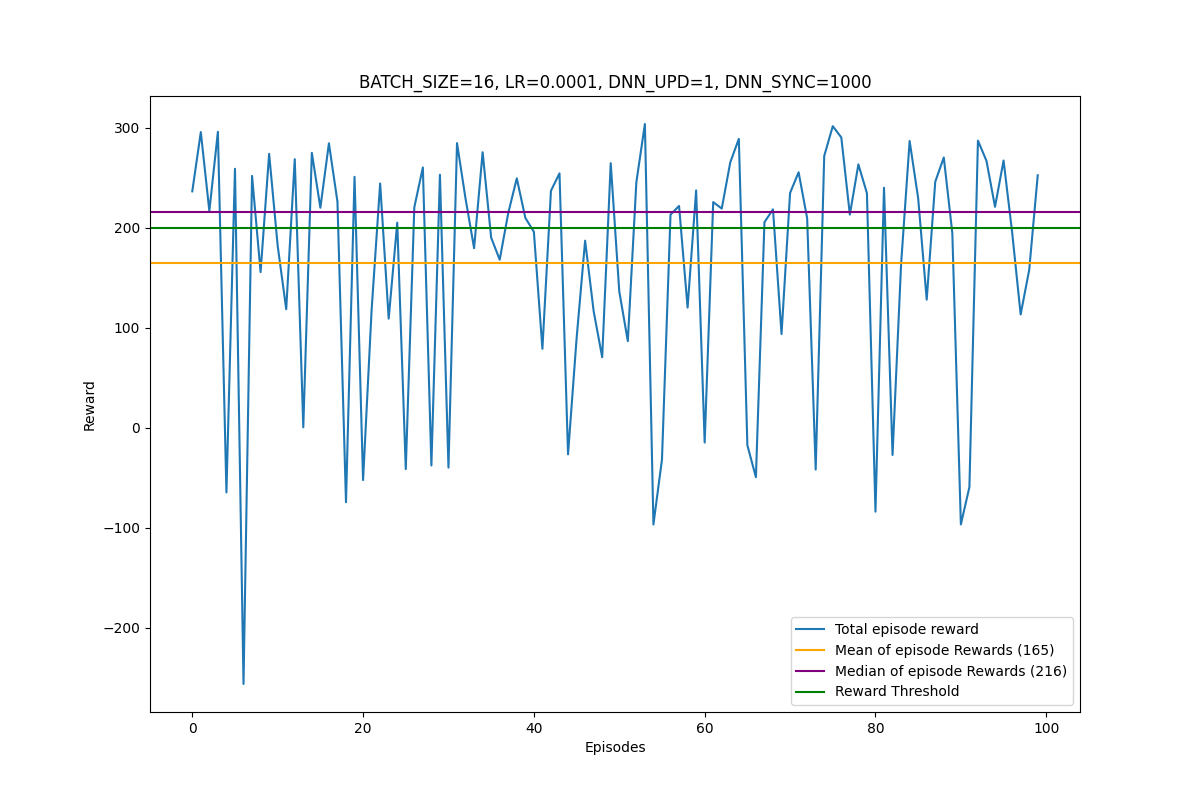 BATCH_SIZE=16, LR=0.0001, DNN_UPD=1, DNN_SYNC=1000
300
200
100
0
−100
−200
Reward
0
20
40
60
80
100
Episodes
Total episode reward
Mean of episode Rewards (165)
Median of episode Rewards (216)
Reward Threshold